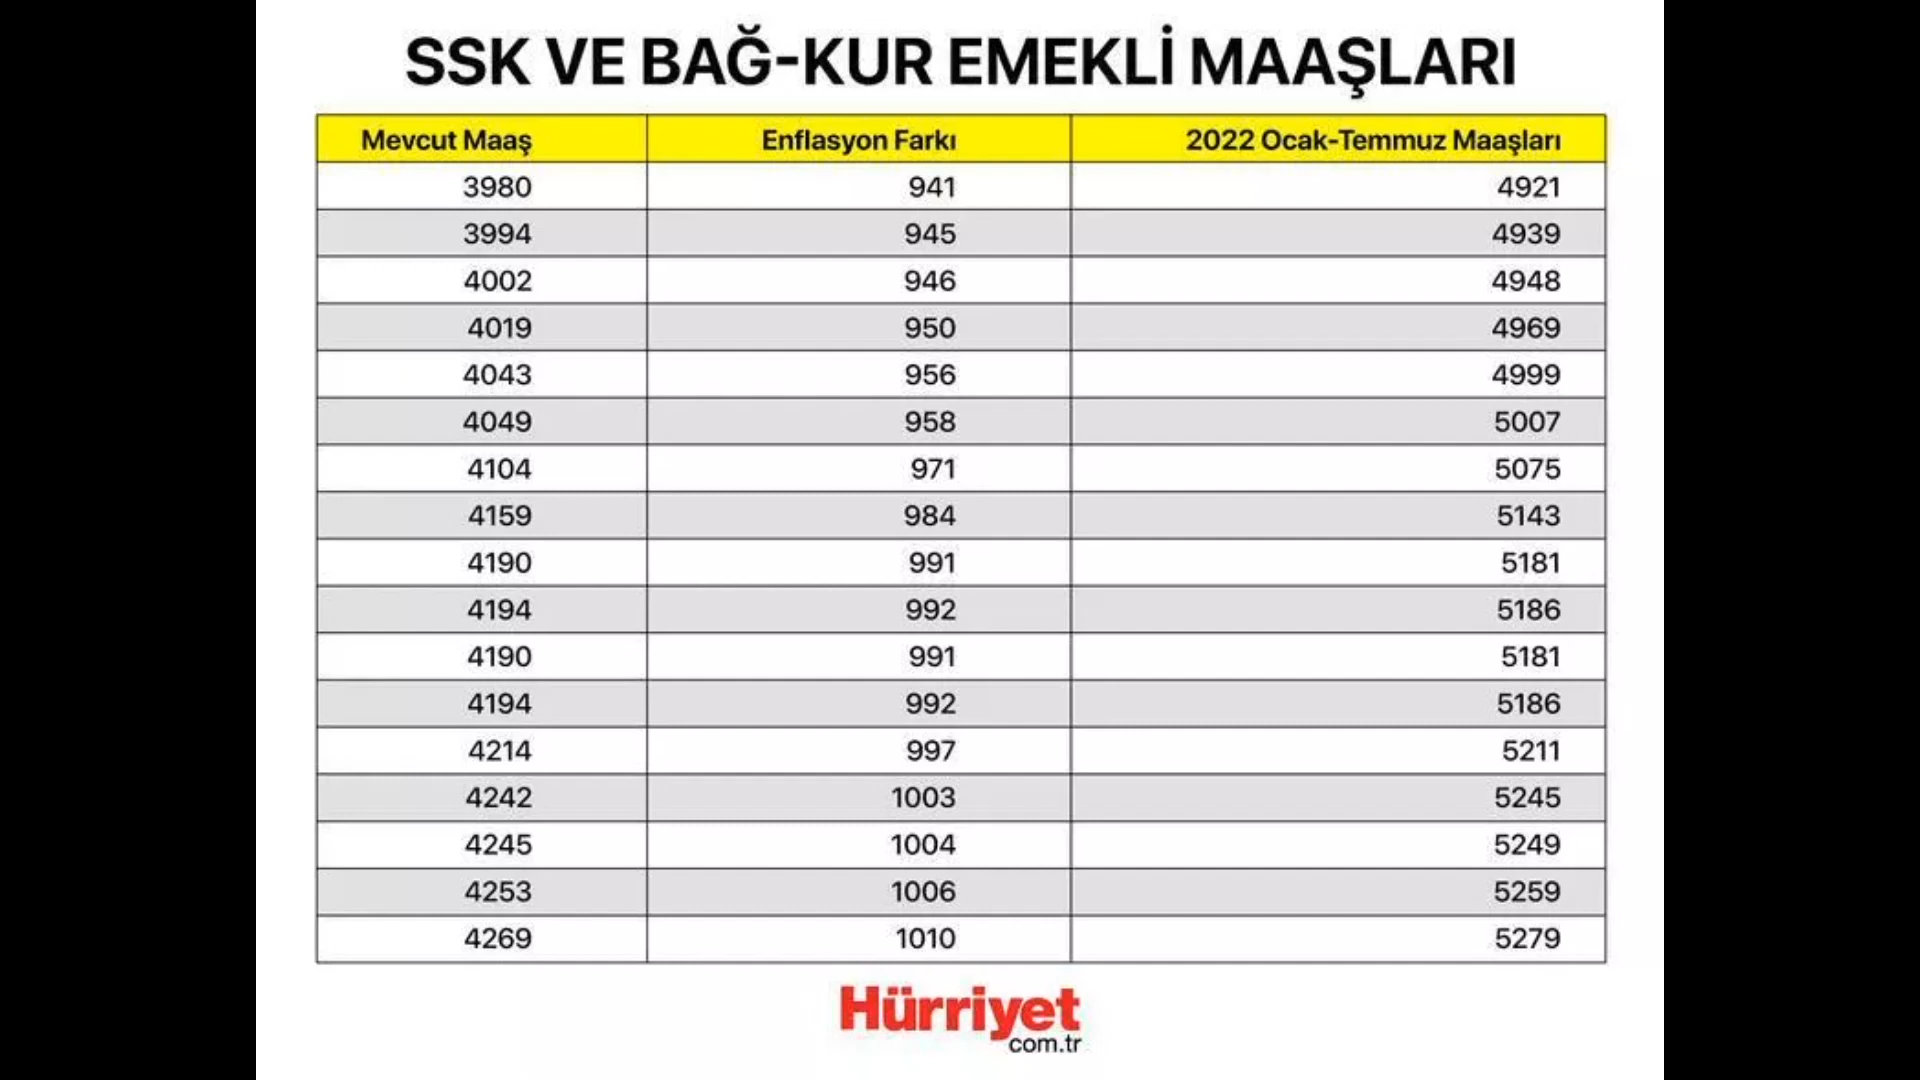 SSK VE BAĞ-KUR EMEKLİ MAAŞLARI
Mevcut Maaş Enflasyon Farkı 2022 Ocak-Temmuz Maaşları
3980 941 4921
3994 945 4939
4002 946 4948
4019 950 4969
4043 956 4999
4049 958 5007
4104 971 5075
4159 984 5143
4190 991 5181
4194 992 5186
4190 991 5181
4194 992 5186
4214 997 5211
4242 1003 5245
4245 1004 5249
4253 1006 5259
4269 1010 5279
Hürriyet
com.tr